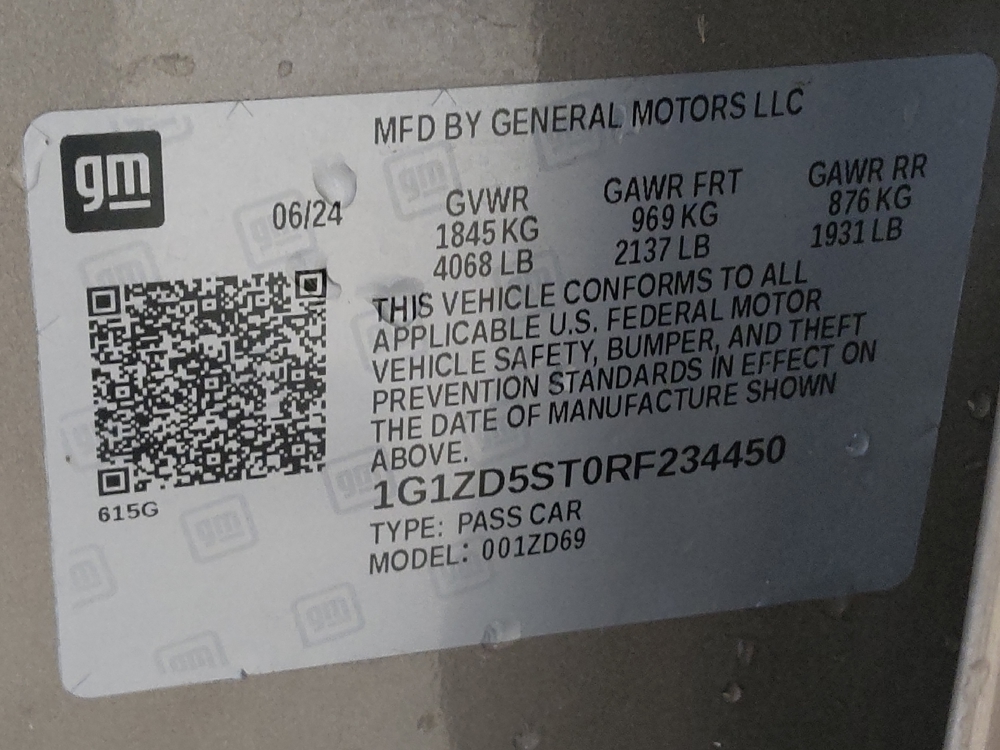 gm
MFD BY GENERAL MOTORS LLC
06/24
GVWR
1845 KG
4068 LB
GAWR FRT
969 KG
2137 LB
GAWR RR
876 KG
1931 LB
THIS VEHICLE CONFORMS TO ALL
APPLICABLE U.S. FEDERAL MOTOR
VEHICLE SAFETY, BUMPER, AND THEFT
PREVENTION STANDARDS IN EFFECT ON
THE DATE OF MANUFACTURE SHOWN
ABOVE.
1G1ZD5ST0RF234450
TYPE: PASS CAR
MODEL: 001ZD69
615G